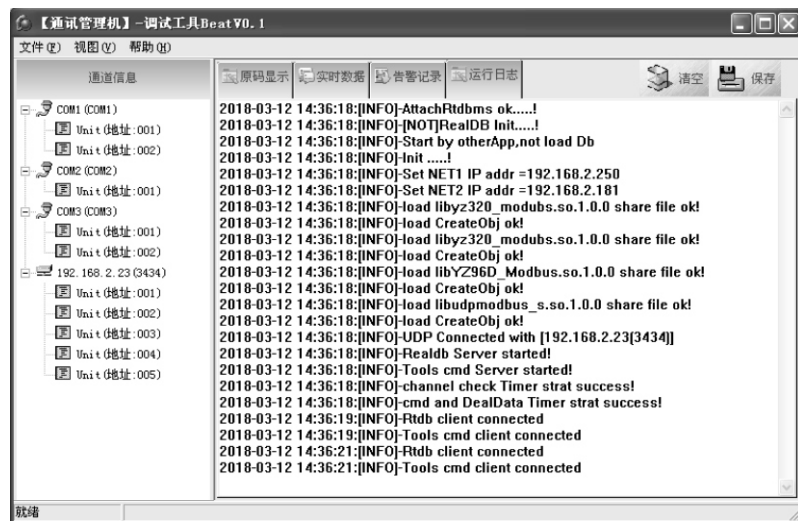 【通讯管理机】-调试工具BeatV0.1
文件(F) 视图(V) 帮助(H)
通道信息
原码显示 实时数据 告警记录 运行日志 清空 保存
COM1(COM1)
Unit(地址:001)
Unit(地址:002)
COM2(COM2)
Unit(地址:001)
COM3(COM3)
Unit(地址:001)
Unit(地址:002)
192.168.2.23(3434)
Unit(地址:001)
Unit(地址:002)
Unit(地址:003)
Unit(地址:004)
Unit(地址:005)
2018-03-12 14:36:18:[INFO]-AttachRtdbms ok.....!
2018-03-12 14:36:18:[INFO]-[NOT]RealDB Init.....!
2018-03-12 14:36:18:[INFO]-Start by otherApp,not load Db
2018-03-12 14:36:18:[INFO]-Init .....!
2018-03-12 14:36:18:[INFO]-Set NET1 IP addr =192.168.2.250
2018-03-12 14:36:18:[INFO]-Set NET2 IP addr =192.168.2.181
2018-03-12 14:36:18:[INFO]-load libyz320_modubs.so.1.0.0 share file ok!
2018-03-12 14:36:18:[INFO]-load CreateObj ok!
2018-03-12 14:36:18:[INFO]-load libyz320_modubs.so.1.0.0 share file ok!
2018-03-12 14:36:18:[INFO]-load CreateObj ok!
2018-03-12 14:36:18:[INFO]-load libYZ96D_Modbus.so.1.0.0 share file ok!
2018-03-12 14:36:18:[INFO]-load CreateObj ok!
2018-03-12 14:36:18:[INFO]-load libudpmodbus_s.so.1.0.0 share file ok!
2018-03-12 14:36:18:[INFO]-load CreateObj ok!
2018-03-12 14:36:18:[INFO]-UDP Connected with [192.168.2.23[3434]]
2018-03-12 14:36:18:[INFO]-Realdb Server started!
2018-03-12 14:36:18:[INFO]-Tools cmd Server started!
2018-03-12 14:36:18:[INFO]-channel check Timer strat success!
2018-03-12 14:36:18:[INFO]-cmd and DealData Timer strat success!
2018-03-12 14:36:19:[INFO]-Rtdb client connected
2018-03-12 14:36:19:[INFO]-Tools cmd client connected
2018-03-12 14:36:21:[INFO]-Rtdb client connected
2018-03-12 14:36:21:[INFO]-Tools cmd client connected
就绪